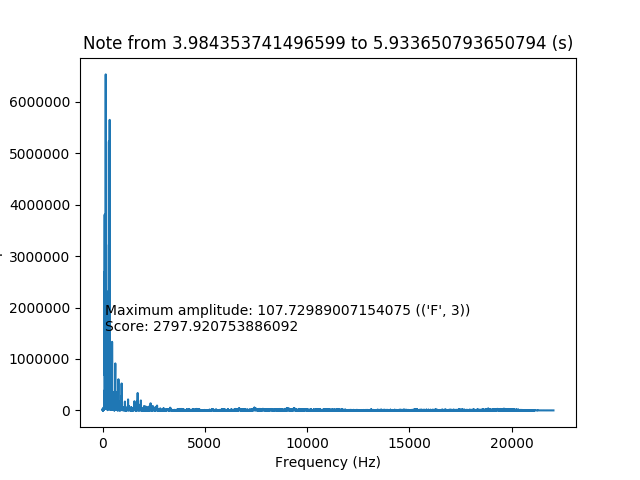 Note from 3.984353741496599 to 5.933650793650794 (s)
6000000
5000000
4000000
3000000
2000000
1000000
0
Maximum amplitude: 107.72989007154075 (('F', 3))
Score: 2797.920753886092
0 5000 10000 15000 20000
Frequency (Hz)